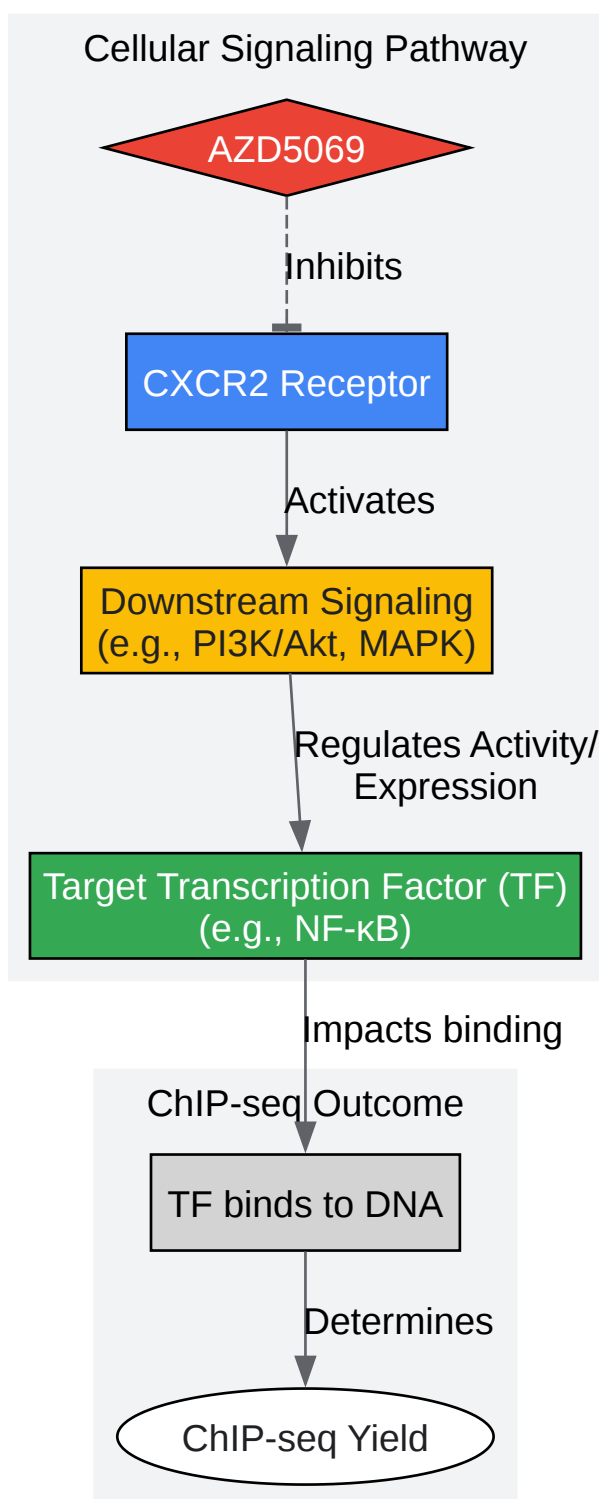 Cellular Signaling Pathway
AZD5069
Inhibits
CXCR2 Receptor
Activates
Downstream Signaling
(e.g., PI3K/Akt, MAPK)
Regulates Activity/
Expression
Target Transcription Factor (TF)
(e.g., NF-κB)
Impacts binding
ChIP-seq Outcome
TF binds to DNA
Determines
ChIP-seq Yield